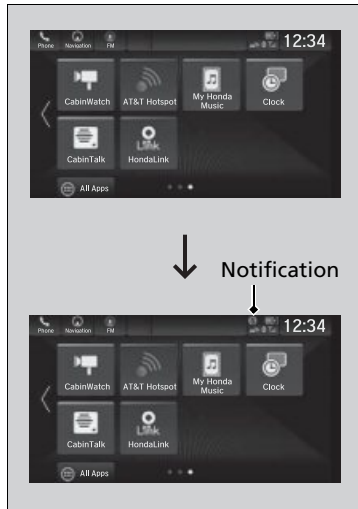 Phone Navigation FM 12:34
CabinWatch AT&T Hotspot My Honda Music Clock
CabinTalk HondaLink
All Apps
Notification
Phone Navigation FM 12:34
CabinWatch AT&T Hotspot My Honda Music Clock
CabinTalk HondaLink
All Apps